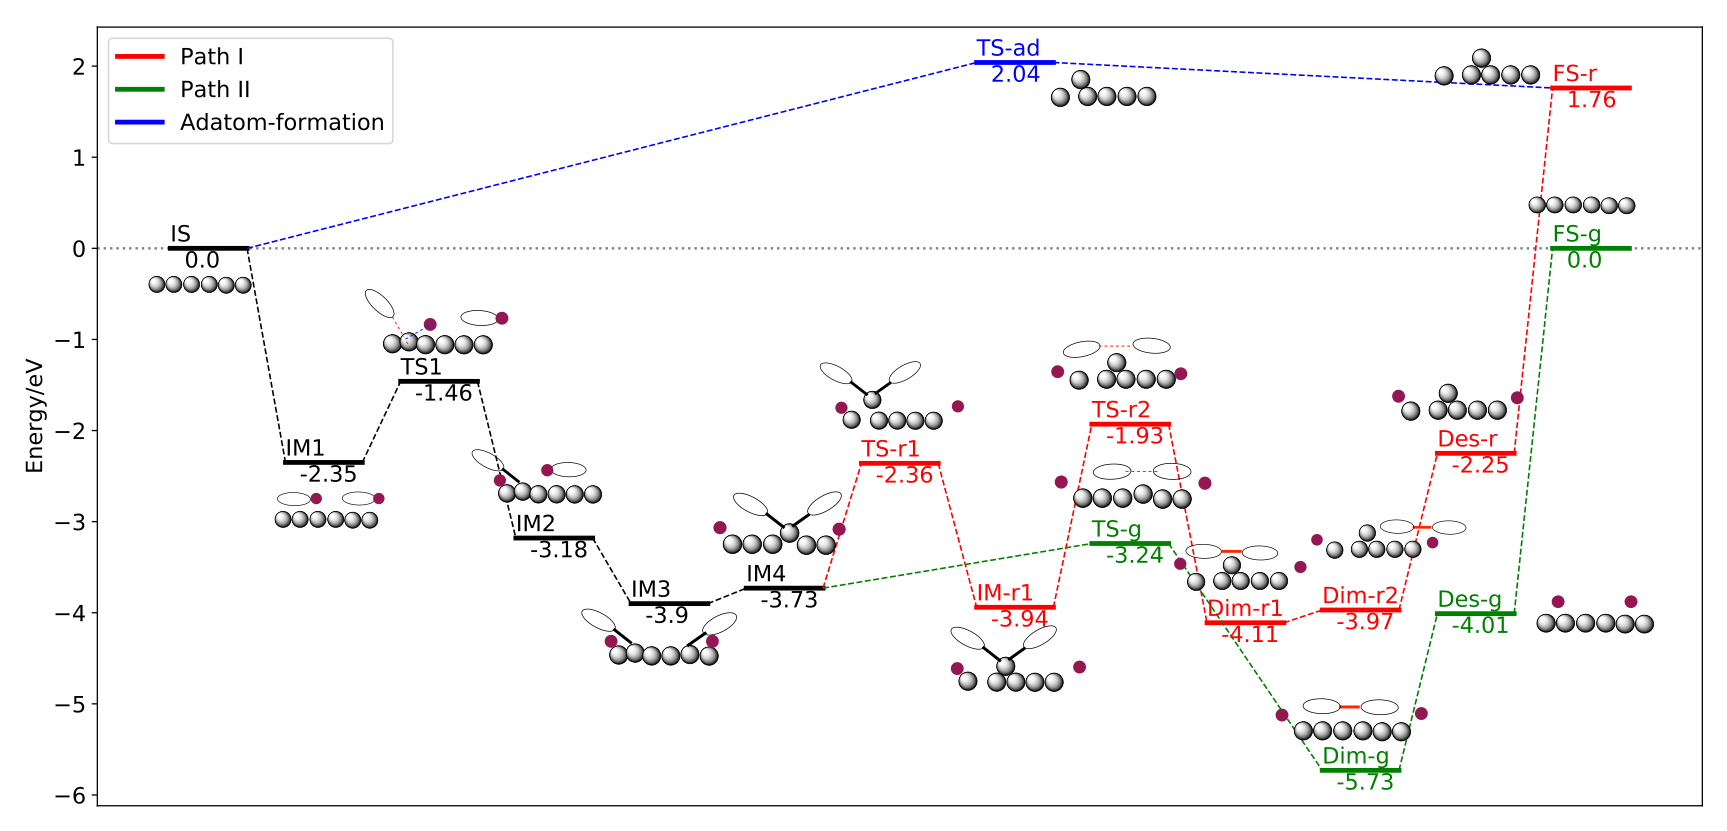 Path I
Path II
Adatom-formation
Energy/eV
2
1
0
−1
−2
−3
−4
−5
−6
IS
0.0
IM1
-2.35
TS1
-1.46
IM2
-3.18
IM3
-3.9
IM4
-3.73
TS-r1
-2.36
IM-r1
-3.94
TS-ad
2.04
TS-r2
-1.93
TS-g
-3.24
Dim-r1
-4.11
Dim-r2
-3.97
Dim-g
-5.73
Des-r
-2.25
Des-g
-4.01
FS-r
1.76
FS-g
0.0